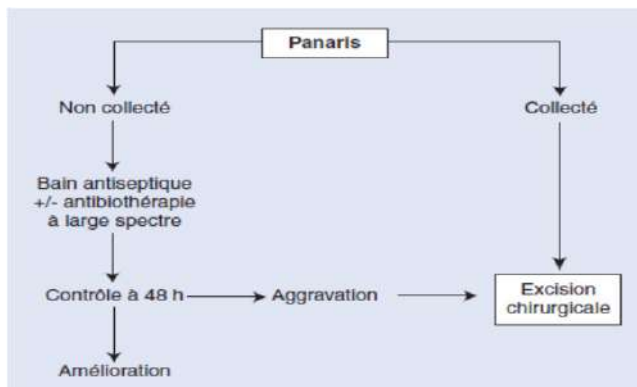 Panaris
Non collecté
Collecté
Bain antiseptique
+/- antibiothérapie
à large spectre
Contrôle à 48 h
Aggravation
Excision
chirurgicale
Amélioration